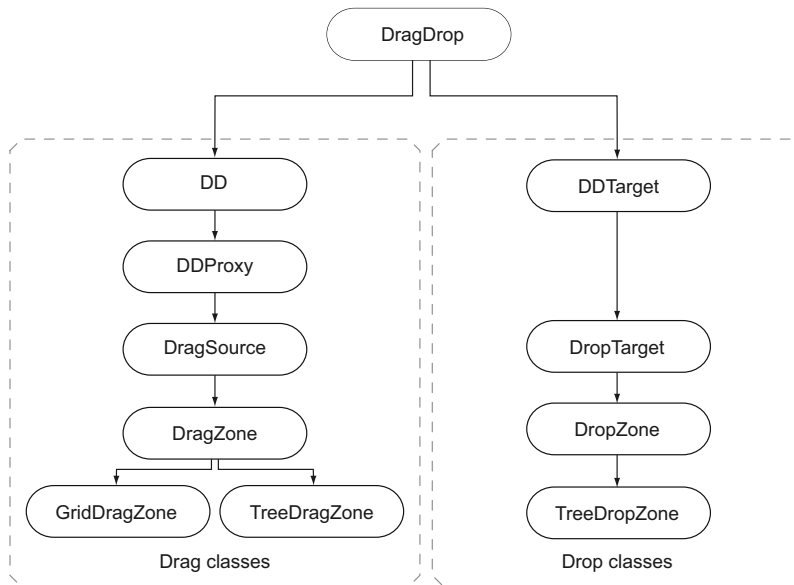 DragDrop
DD
DDProxy
DragSource
DragZone
GridDragZone
TreeDragZone
Drag classes
DDTarget
DropTarget
DropZone
TreeDropZone
Drop classes